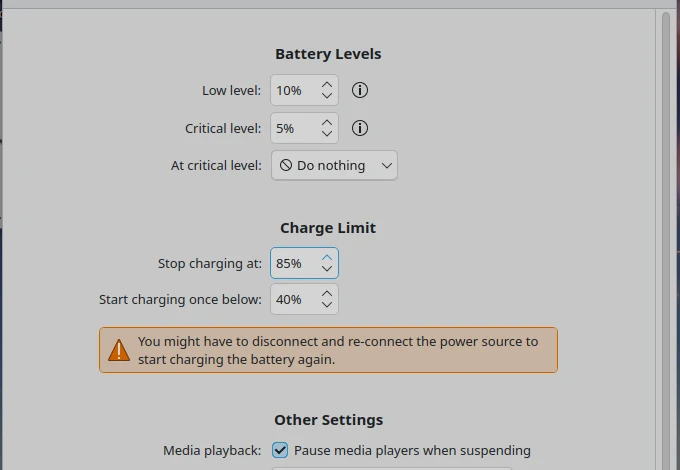 Battery Levels
Low level: 10%
Critical level: 5%
At critical level: Do nothing
Charge Limit
Stop charging at: 85%
Start charging once below: 40%
You might have to disconnect and re-connect the power source to
start charging the battery again.
Other Settings
Media playback: Pause media players when suspending